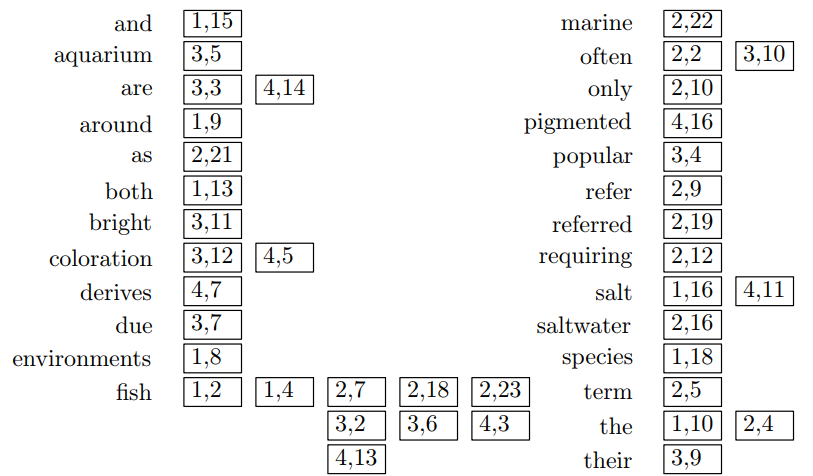 and 1,15
aquarium 3,5
are 3,3 4,14
around 1,9
as 2,21
both 1,13
bright 3,11
coloration 3,12 4,5
derives 4,7
due 3,7
environments 1,8
fish 1,2 1,4 2,7 2,18 2,23
3,2 3,6 4,3
4,13
marine 2,22
often 2,2 3,10
only 2,10
pigmented 4,16
popular 3,4
refer 2,9
referred 2,19
requiring 2,12
salt 1,16 4,11
saltwater 2,16
species 1,18
term 2,5
the 1,10 2,4
their 3,9